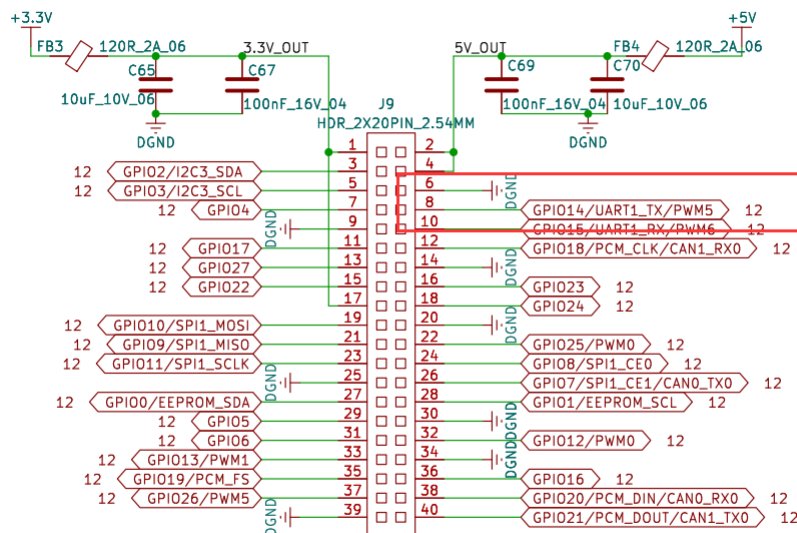 +3.3V
+5V
FB3
120R_2A_06
3.3V_OUT
5V_OUT
FB4
120R_2A_06
C65
C67
C69
C70
10uF_10V_06
100nF_16V_04
J9
100nF_16V_04
10uF_10V_06
HDR_2X20PIN_2.54MM
DGND
DGND
1 2
12 GPIO2/I2C3_SDA 3 4
12 GPIO3/I2C3_SCL 5 6 DGND
12 GPIO4 7 8 GPIO14/UART1_TX/PWM5 12
DGND 9 10 GPIO15/UART1_RX/PWM6 12
12 GPIO17 11 12 GPIO18/PCM_CLK/CAN1_RX0 12
12 GPIO27 13 14 DGND
12 GPIO22 15 16 GPIO23 12
17 18 GPIO24 12
12 GPIO10/SPI1_MOSI 19 20 DGND
12 GPIO9/SPI1_MISO 21 22 GPIO25/PWM0 12
12 GPIO11/SPI1_SCLK 23 24 GPIO8/SPI1_CE0 12
DGND 25 26 GPIO7/SPI1_CE1/CAN0_TX0 12
12 GPIO0/EEPROM_SDA 27 28 GPIO1/EEPROM_SCL 12
12 GPIO5 29 30 DGND
12 GPIO6 31 32 GPIO12/PWM0 12
12 GPIO13/PWM1 33 34 DGND
12 GPIO19/PCM_FS 35 36 GPIO16 12
12 GPIO26/PWM5 37 38 GPIO20/PCM_DIN/CAN0_RX0 12
DGND 39 40 GPIO21/PCM_DOUT/CAN1_TX0 12